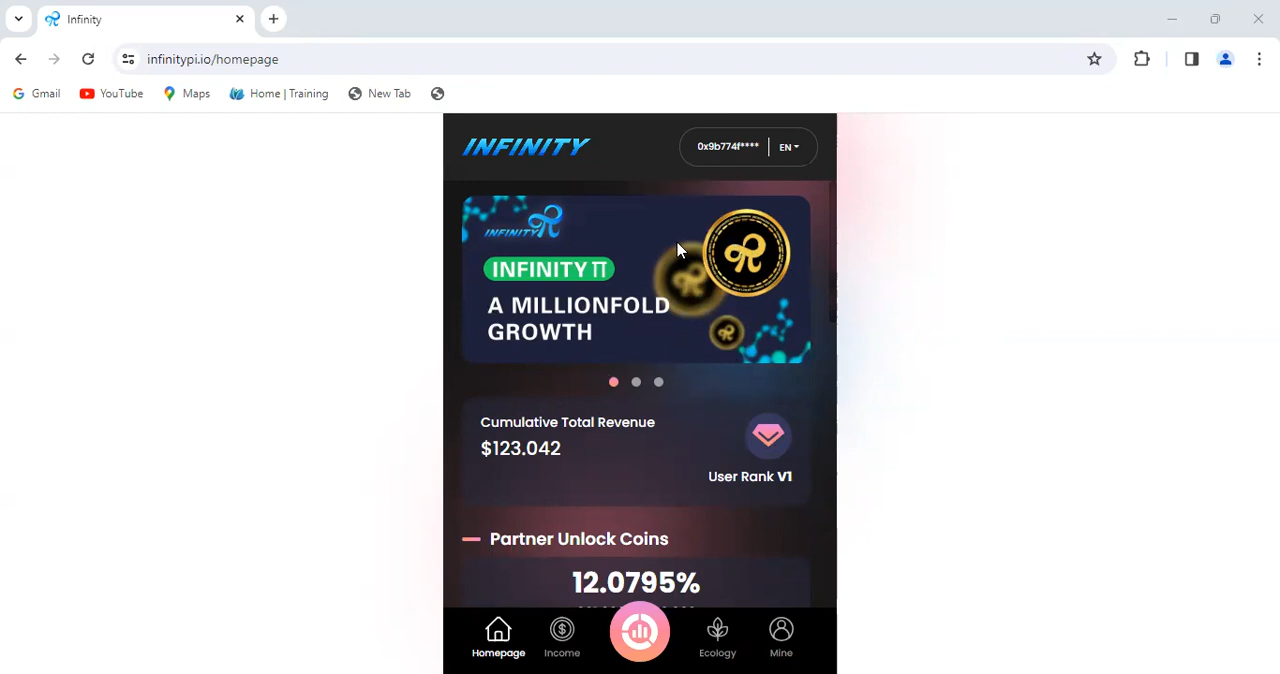 Infinity
infinitypi.io/homepage
Gmail
YouTube
Maps
Home | Training
New Tab
INFINITY
0x9b774f****
EN
INFINITY
INFINITY π
A MILLIONFOLD
GROWTH
Cumulative Total Revenue
$123.042
User Rank V1
Partner Unlock Coins
12.0795%
Homepage
Income
Ecology
Mine